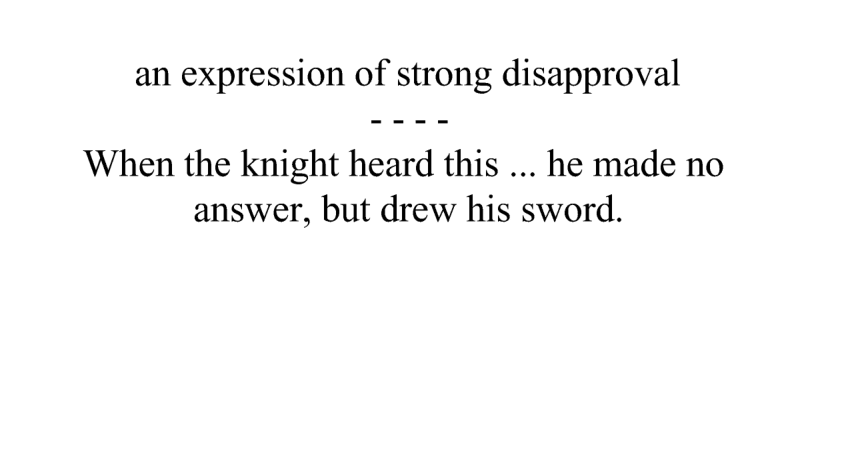 an expression of strong disapproval
- - - -
When the knight heard this ... he made no
answer, but drew his sword.